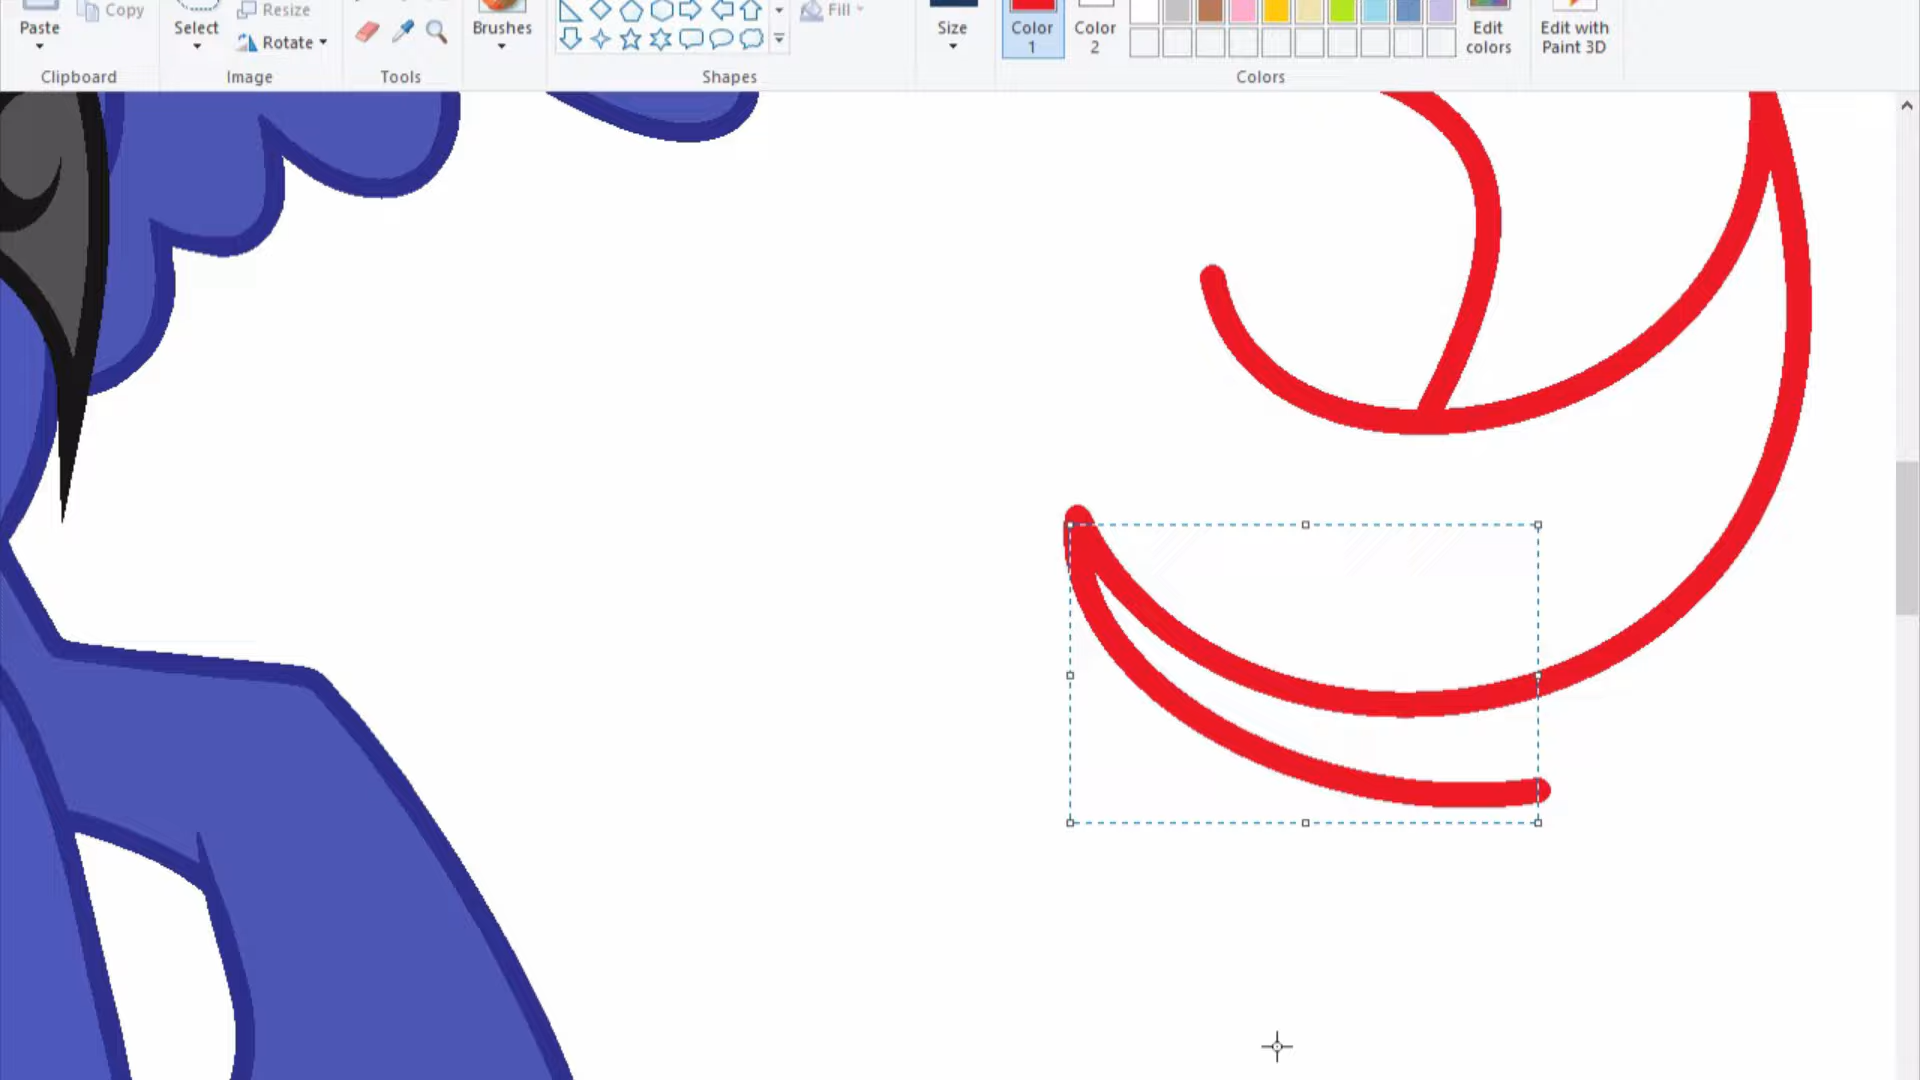 Paste
Copy
Clipboard
Select
Resize
Rotate
Image
Tools
Brushes
Fill
Shapes
Size
Color
1
Color
2
Edit
colors
Colors
Edit with
Paint 3D